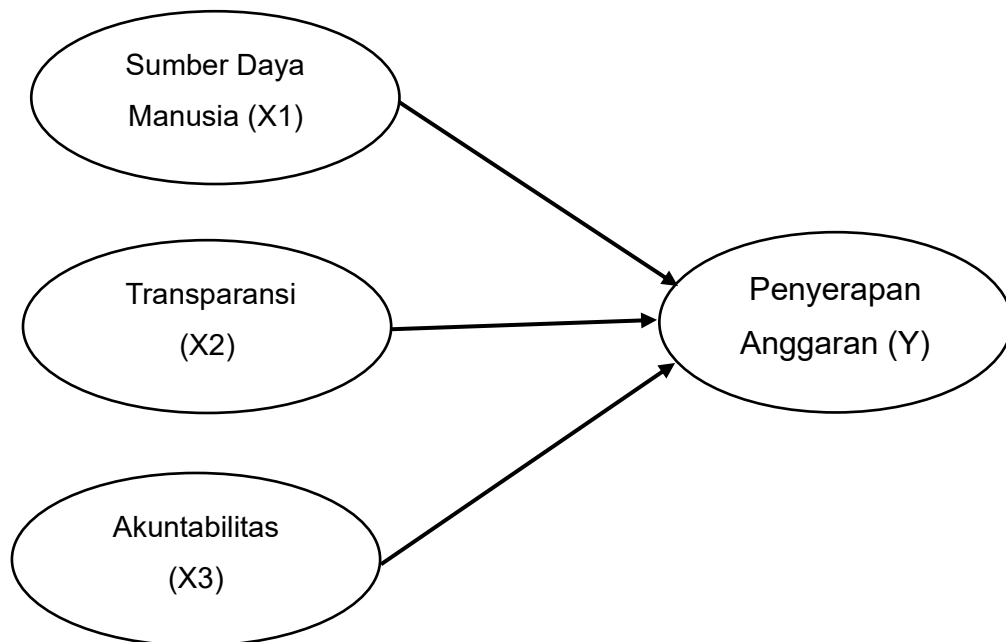 Sumber Daya
Manusia (X1)
Transparansi
(X2)
Akuntabilitas
(X3)
Penyerapan
Anggaran (Y)